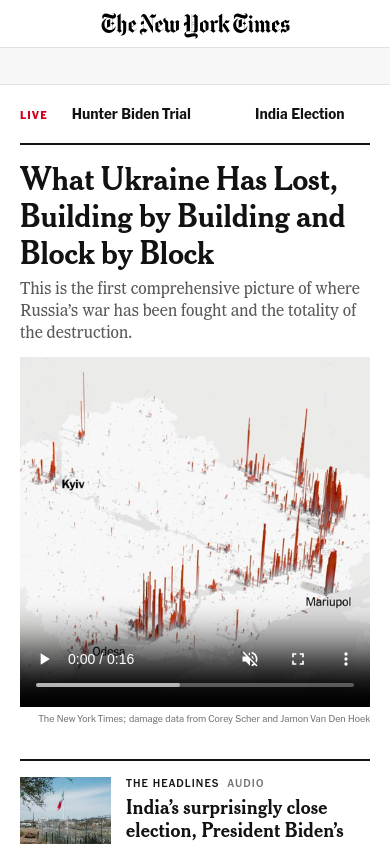 The New York Times
LIVE Hunter Biden Trial India Election
What Ukraine Has Lost,
Building by Building and
Block by Block
This is the first comprehensive picture of where
Russia’s war has been fought and the totality of
the destruction.
Kyiv
Mariupol
Odesa
0:00 / 0:16
The New York Times; damage data from Corey Scher and Jamon Van Den Hoek
THE HEADLINES AUDIO
India’s surprisingly close
election, President Biden’s